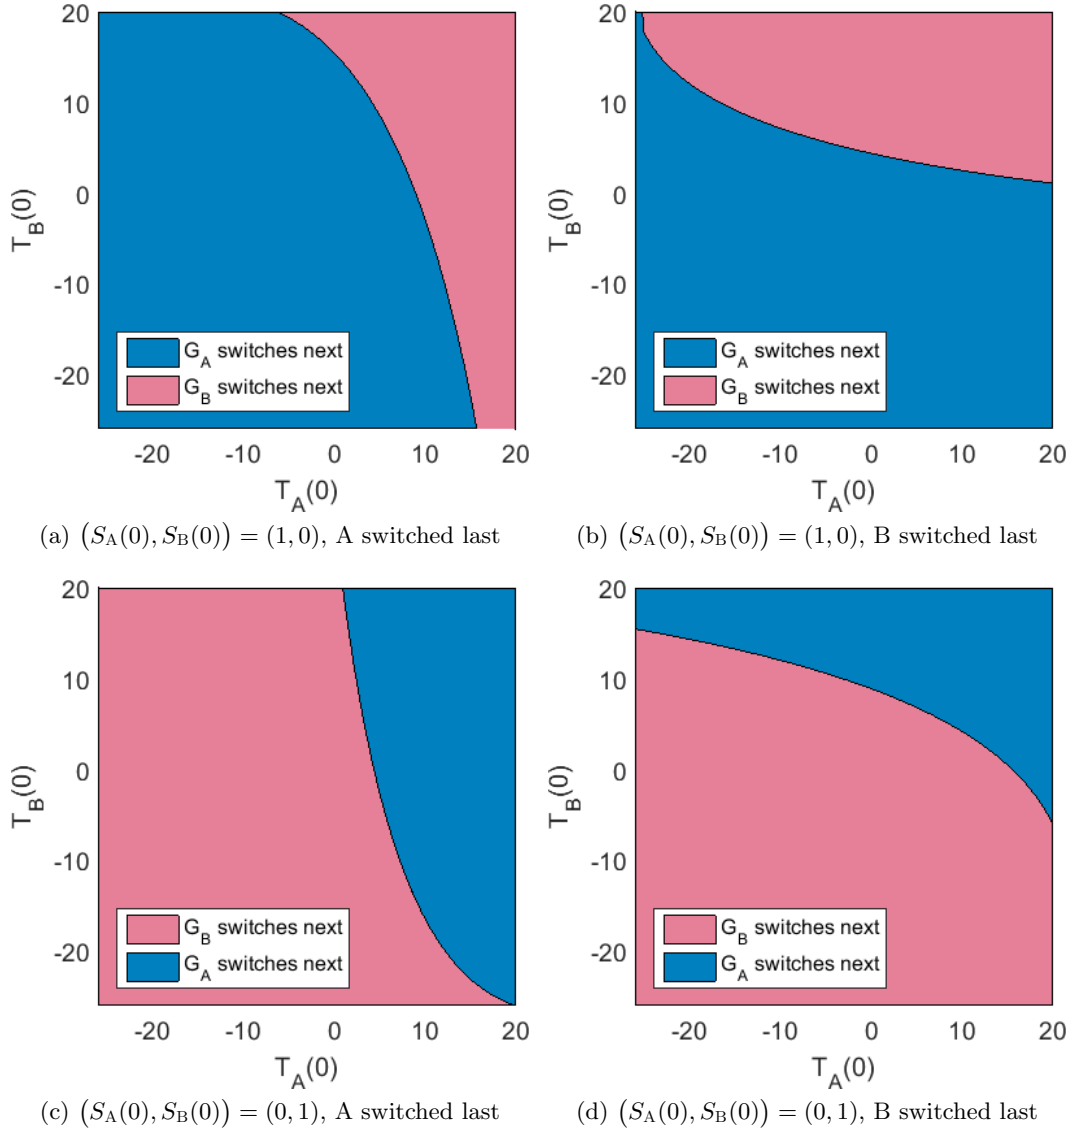 20
10
0
-10
-20
T_B(0)
G_A switches next
G_B switches next
-20 -10 0 10 20
T_A(0)
(a) (S_A(0), S_B(0)) = (1, 0), A switched last
20
10
0
-10
-20
T_B(0)
G_A switches next
G_B switches next
-20 -10 0 10 20
T_A(0)
(b) (S_A(0), S_B(0)) = (1, 0), B switched last
20
10
0
-10
-20
T_B(0)
G_B switches next
G_A switches next
-20 -10 0 10 20
T_A(0)
(c) (S_A(0), S_B(0)) = (0, 1), A switched last
20
10
0
-10
-20
T_B(0)
G_B switches next
G_A switches next
-20 -10 0 10 20
T_A(0)
(d) (S_A(0), S_B(0)) = (0, 1), B switched last